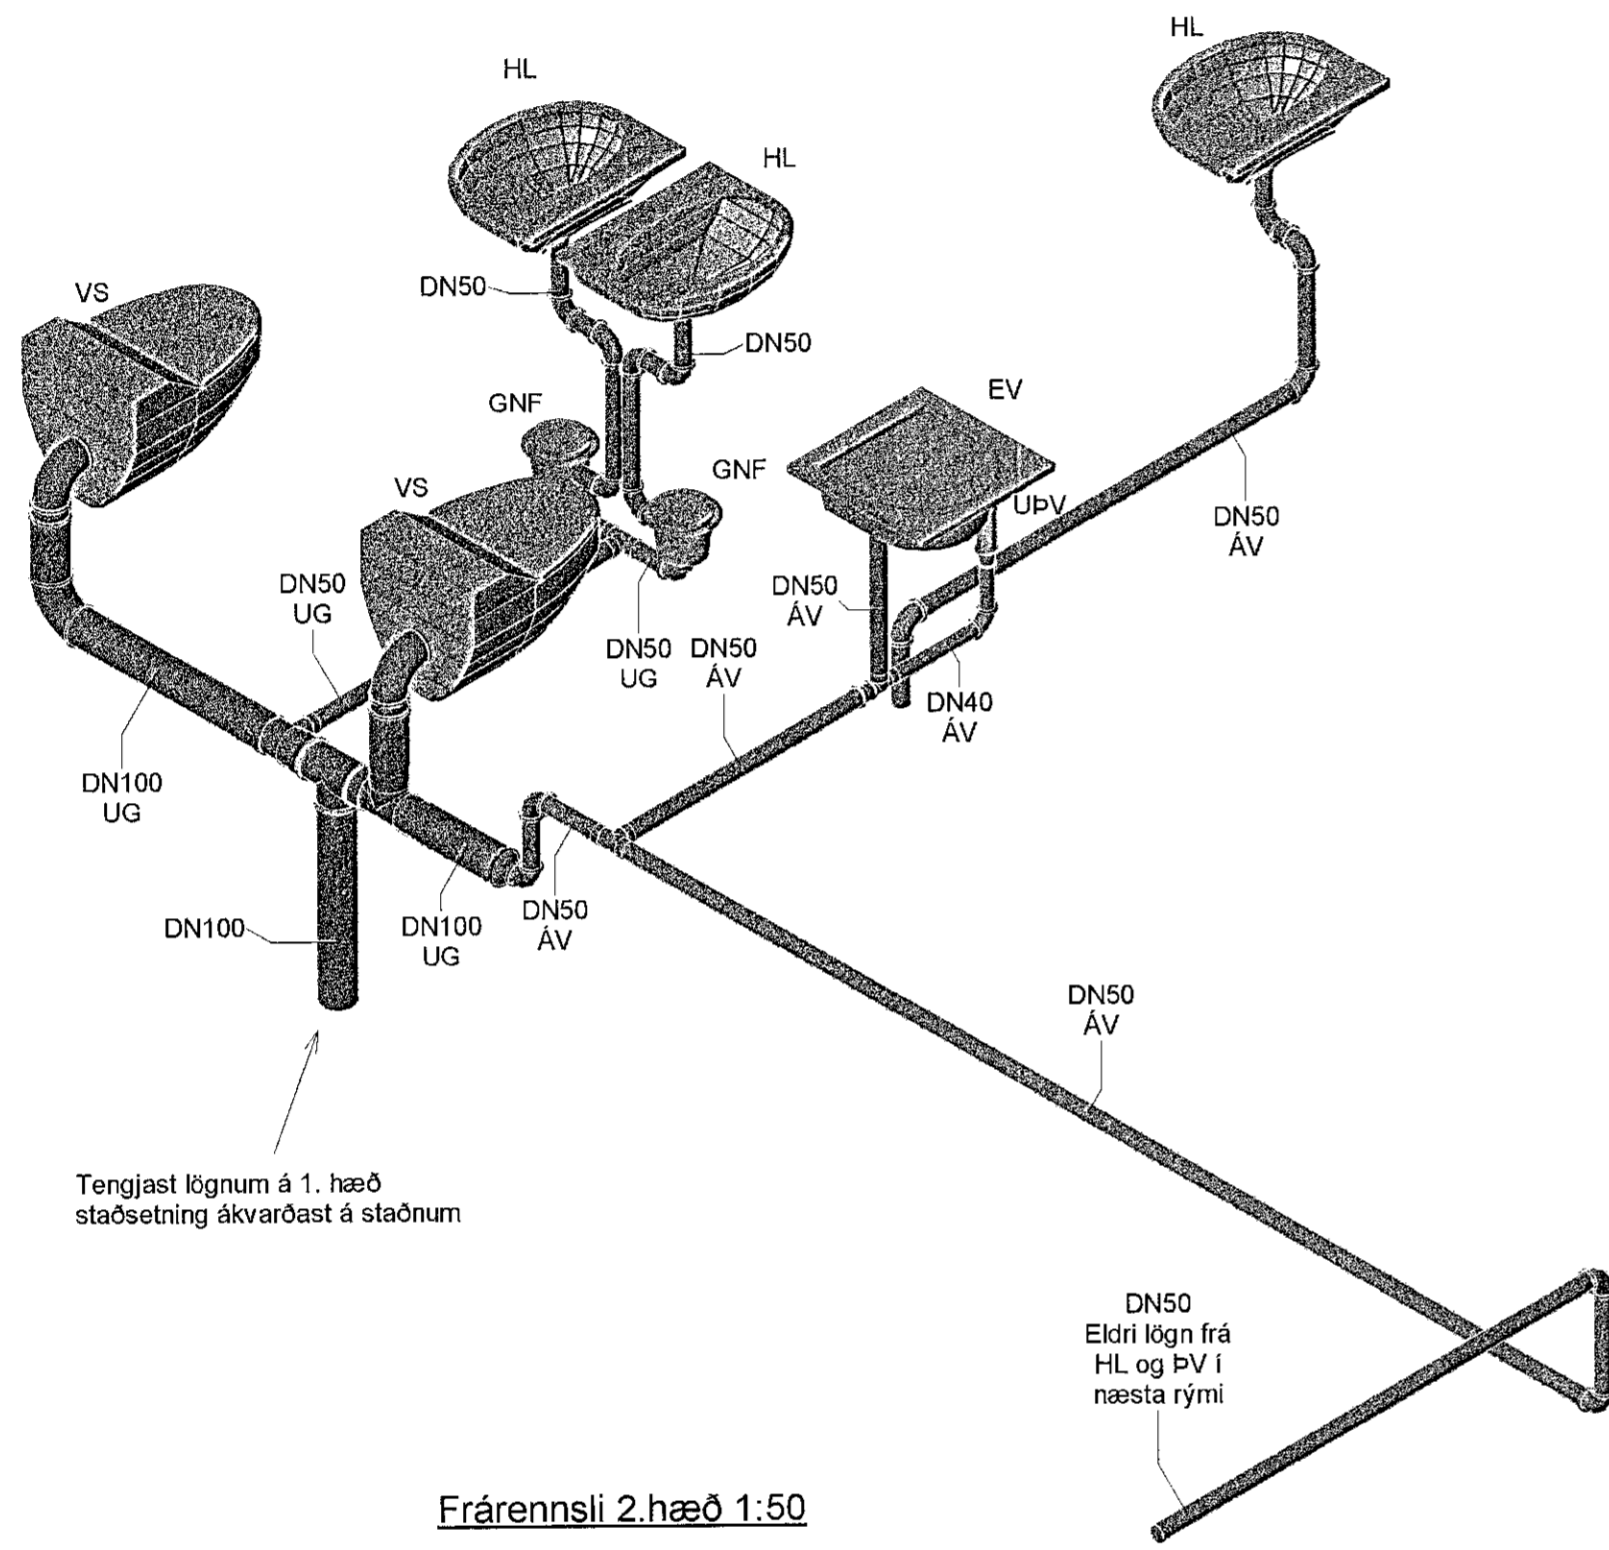 HL
HL
HL
VS
DN50
DN50
EV
GNF
GNF
VS
UÞV
DN50
ÁV
DN50
UG
DN50
ÁV
DN50
UG
DN50
ÁV
DN40
ÁV
DN100
UG
DN50
ÁV
DN100
DN100
UG
DN50
ÁV
Tengjast lögnum á 1. hæð
staðsetning ákvarðast á staðnum
DN50
Eldri lögn frá
HL og ÞV í
næsta rými
Frárennsli 2.hæð 1:50